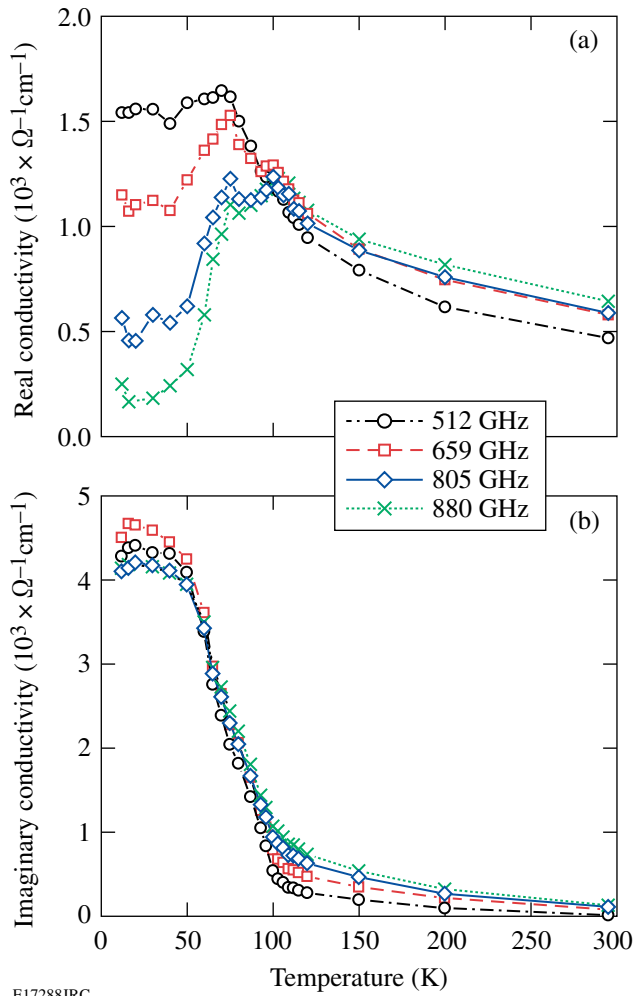 (a)
Real conductivity (10³ × Ω⁻¹cm⁻¹)
2.0
1.5
1.0
0.5
0.0
512 GHz
659 GHz
805 GHz
880 GHz
(b)
Imaginary conductivity (10³ × Ω⁻¹cm⁻¹)
5
4
3
2
1
0
0 50 100 150 200 250 300
Temperature (K)
E17288JRC